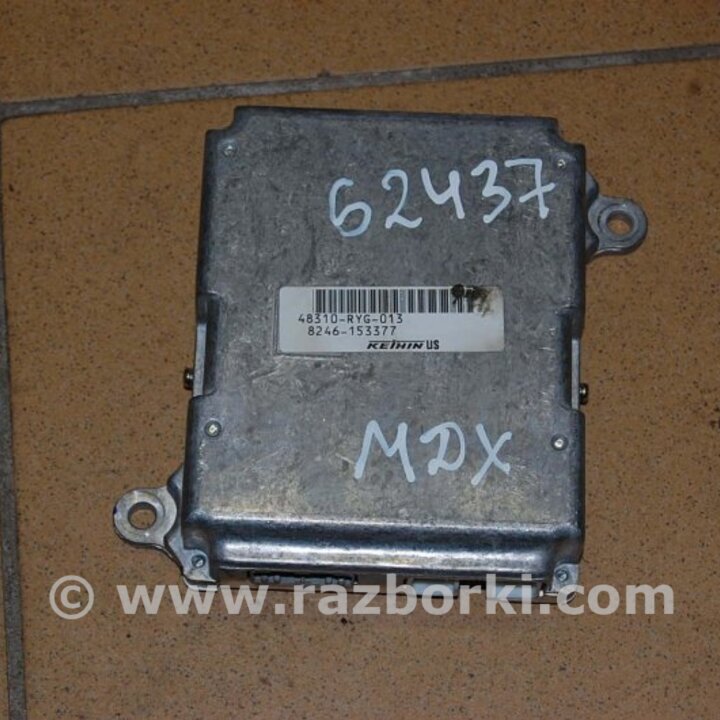 62437
48310-RYG-013
8246-153377
KEIHIN US
MDX
© www.razborki.com